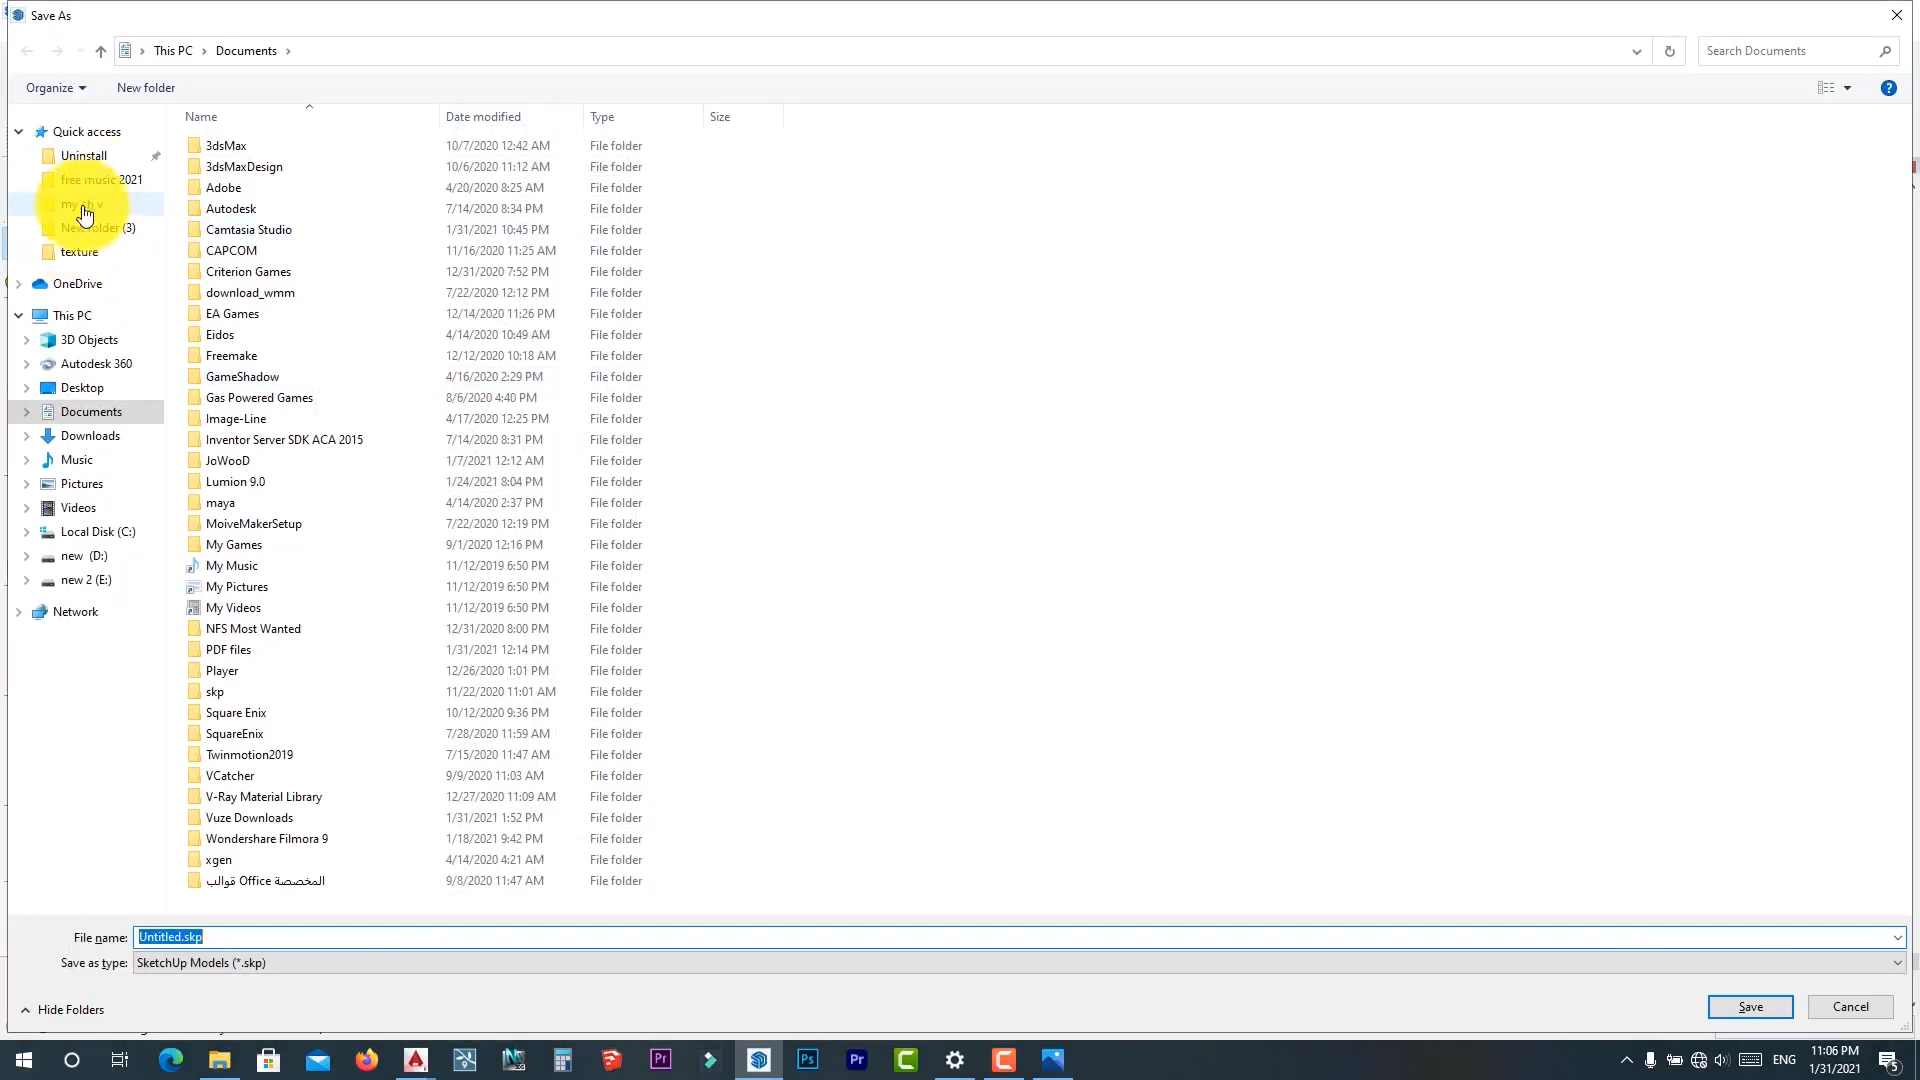 Save As
This PC
Documents
Search Documents
Organize
New folder
Name
Date modified
Type
Size
Quick access
Uninstall
free music 2021
New folder (3)
texture
OneDrive
This PC
3D Objects
Autodesk 360
Desktop
Documents
Downloads
Music
Pictures
Videos
Local Disk (C:)
new (D:)
new 2 (E:)
Network
3dsMax 10/7/2020 12:42 AM File folder
3dsMaxDesign 10/6/2020 11:12 AM File folder
Adobe 4/20/2020 8:25 AM File folder
Autodesk 7/14/2020 8:34 PM File folder
Camtasia Studio 1/31/2021 10:45 PM File folder
CAPCOM 11/16/2020 11:25 AM File folder
Criterion Games 12/31/2020 7:52 PM File folder
download_wmm 7/22/2020 12:12 PM File folder
EA Games 12/14/2020 11:26 PM File folder
Eidos 4/14/2020 10:49 AM File folder
Freemake 12/12/2020 10:18 AM File folder
GameShadow 4/16/2020 2:29 PM File folder
Gas Powered Games 8/6/2020 4:40 PM File folder
Image-Line 4/17/2020 12:25 PM File folder
Inventor Server SDK ACA 2015 7/14/2020 8:31 PM File folder
JoWooD 1/7/2021 12:12 AM File folder
Lumion 9.0 1/24/2021 8:04 PM File folder
maya 4/14/2020 2:37 PM File folder
MoiveMakerSetup 7/22/2020 12:19 PM File folder
My Games 9/1/2020 12:16 PM File folder
My Music 11/12/2019 6:50 PM File folder
My Pictures 11/12/2019 6:50 PM File folder
My Videos 11/12/2019 6:50 PM File folder
NFS Most Wanted 12/31/2020 8:00 PM File folder
PDF files 1/31/2021 12:14 PM File folder
Player 12/26/2020 1:01 PM File folder
skp 11/22/2020 11:01 AM File folder
Square Enix 10/12/2020 9:36 PM File folder
SquareEnix 7/28/2020 11:59 AM File folder
Twinmotion2019 7/15/2020 11:47 AM File folder
VCatcher 9/9/2020 11:03 AM File folder
V-Ray Material Library 12/27/2020 11:09 AM File folder
Vuze Downloads 1/31/2021 1:52 PM File folder
Wondershare Filmora 9 1/18/2021 9:42 PM File folder
xgen 4/14/2020 4:21 AM File folder
قوالب Office المخصصة 9/8/2020 11:47 AM File folder
File name: Untitled.skp
Save as type: SketchUp Models (*.skp)
Hide Folders
Save
Cancel
ENG
11:06 PM
1/31/2021
5